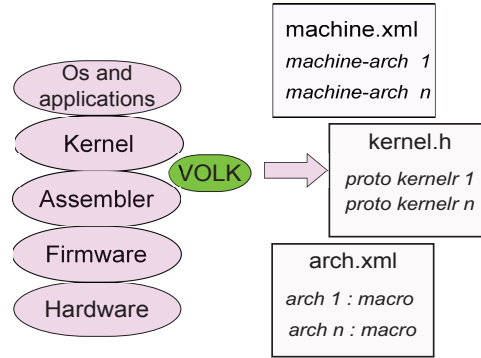 Os and
applications
Kernel
Assembler
Firmware
Hardware
VOLK
machine.xml
machine-arch 1
machine-arch n
kernel.h
proto kernelr 1
proto kernelr n
arch.xml
arch 1 : macro
arch n : macro